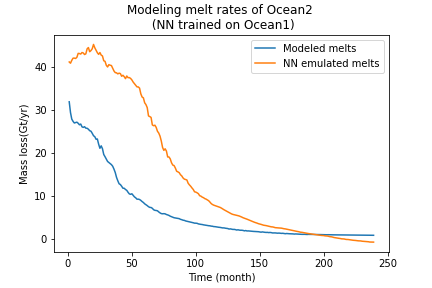 Modeling melt rates of Ocean2
(NN trained on Ocean1)
Modeled melts
NN emulated melts
Mass loss(Gt/yr)
40
30
20
10
0
0 50 100 150 200 250
Time (month)